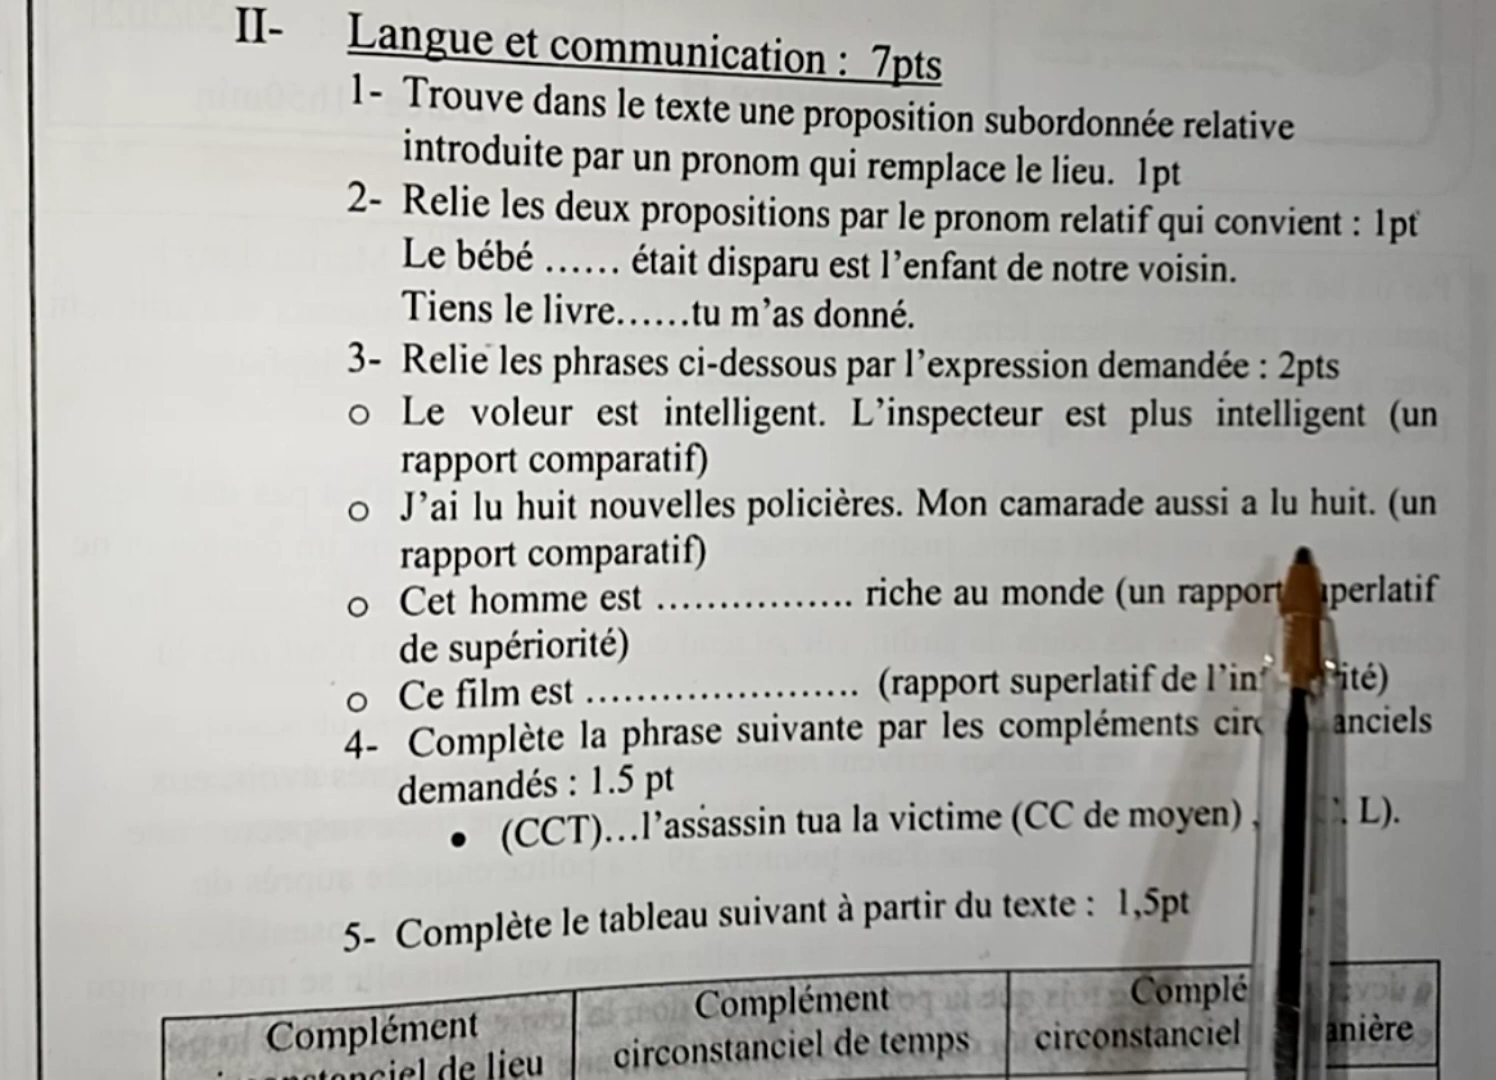 II- Langue et communication : 7pts
1- Trouve dans le texte une proposition subordonnée relative
introduite par un pronom qui remplace le lieu. 1pt
2- Relie les deux propositions par le pronom relatif qui convient : 1pt
Le bébé ...... était disparu est l'enfant de notre voisin.
Tiens le livre......tu m'as donné.
3- Relie les phrases ci-dessous par l'expression demandée : 2pts
o Le voleur est intelligent. L'inspecteur est plus intelligent (un
rapport comparatif)
o J'ai lu huit nouvelles policières. Mon camarade aussi a lu huit. (un
rapport comparatif)
o Cet homme est ................ riche au monde (un rapport
de supériorité)
o Ce film est ...................... (rapport superlatif de
4- Complète la phrase suivante par les compléments
demandés : 1.5 pt
• (CCT)...l'assassin tua la victime (CC de moyen) , L).
5- Complète le tableau suivant à partir du texte : 1,5pt
Complément
de lieu
Complément
circonstanciel de temps
circonstanciel